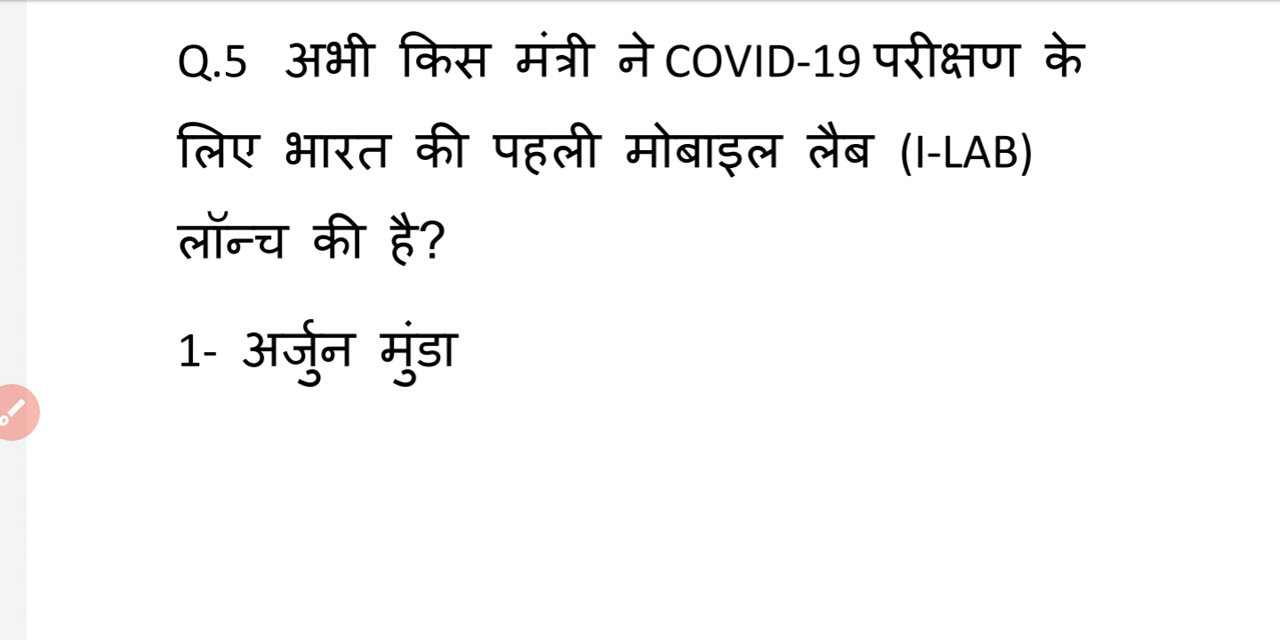 Q.5 अभी किस मंत्री ने COVID-19 परीक्षण के
लिए भारत की पहली मोबाइल लैब (I-LAB)
लॉन्च की है?
1- अर्जुन मुंडा